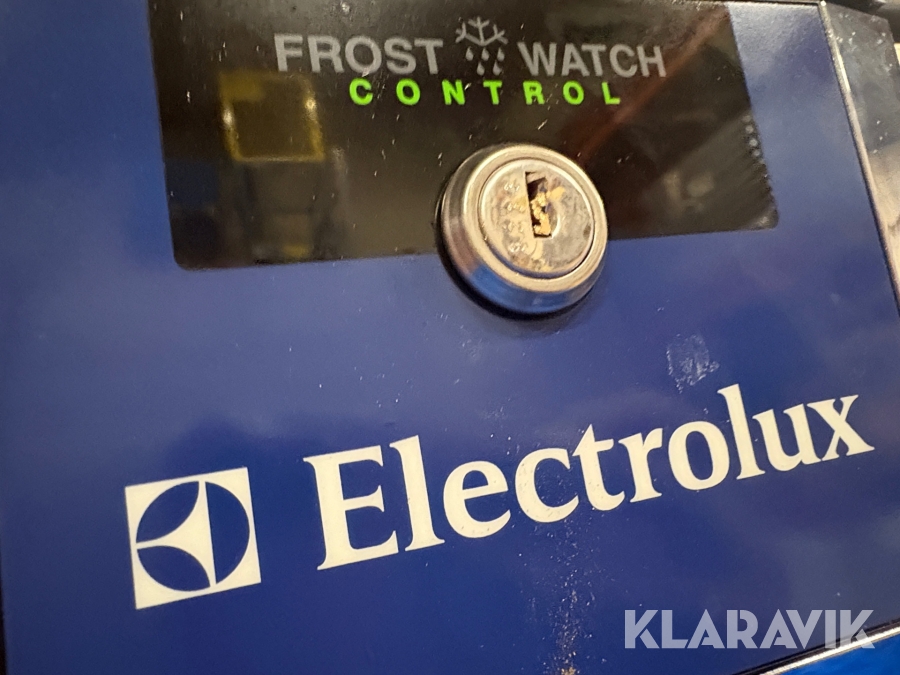 FROST WATCH
CONTROL
Electrolux
KLARAVIK